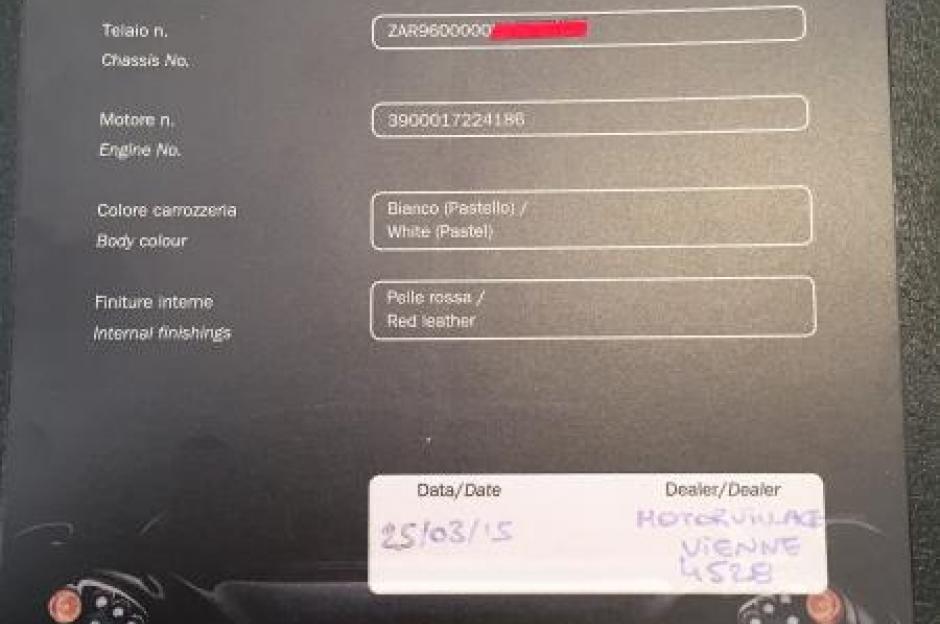 Telaio n.
ZAR9600000
Chassis No.
Motore n.
3900017224186
Engine No.
Colore carrozzeria
Bianco (Pastello) /
Body colour
White (Pastel)
Finiture interne
Pelle rossa /
Internal finishings
Red leather
Data/Date
Dealer/Dealer
25/03/15
MOTORVILLAGE
VIENNE
4528